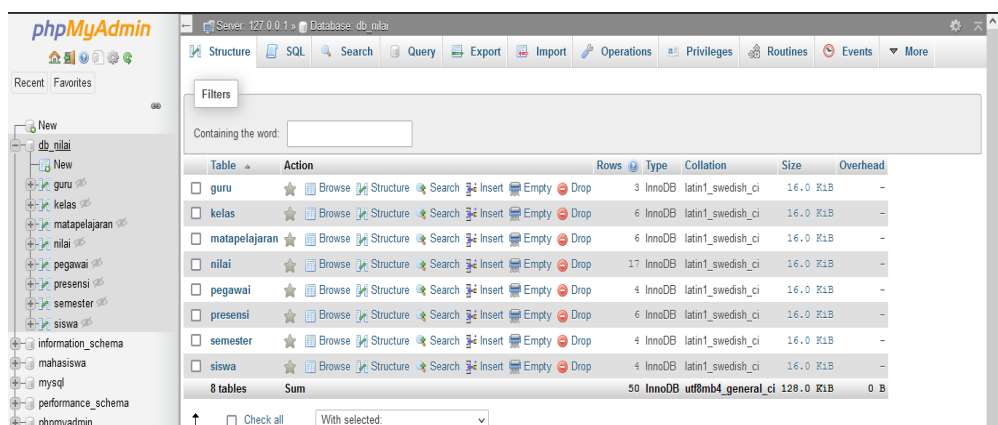 phpMyAdmin
Recent Favorites
New
db_nilai
New
guru
kelas
matapelajaran
nilai
pegawai
presensi
semester
siswa
information_schema
mahasiswa
mysql
performance_schema
phpmyadmin
Server: 127.0.0.1 » Database: db_nilai
Structure SQL Search Query Export Import Operations Privileges Routines Events More
Filters
Containing the word:
Table Action Rows Type Collation Size Overhead
guru Browse Structure Search Insert Empty Drop 3 InnoDB latin1_swedish_ci 16.0 KiB -
kelas Browse Structure Search Insert Empty Drop 6 InnoDB latin1_swedish_ci 16.0 KiB -
matapelajaran Browse Structure Search Insert Empty Drop 6 InnoDB latin1_swedish_ci 16.0 KiB -
nilai Browse Structure Search Insert Empty Drop 17 InnoDB latin1_swedish_ci 16.0 KiB -
pegawai Browse Structure Search Insert Empty Drop 4 InnoDB latin1_swedish_ci 16.0 KiB -
presensi Browse Structure Search Insert Empty Drop 6 InnoDB latin1_swedish_ci 16.0 KiB -
semester Browse Structure Search Insert Empty Drop 4 InnoDB latin1_swedish_ci 16.0 KiB -
siswa Browse Structure Search Insert Empty Drop 4 InnoDB latin1_swedish_ci 16.0 KiB -
8 tables Sum 50 InnoDB utf8mb4_general_ci 128.0 KiB 0 B
Check all With selected: